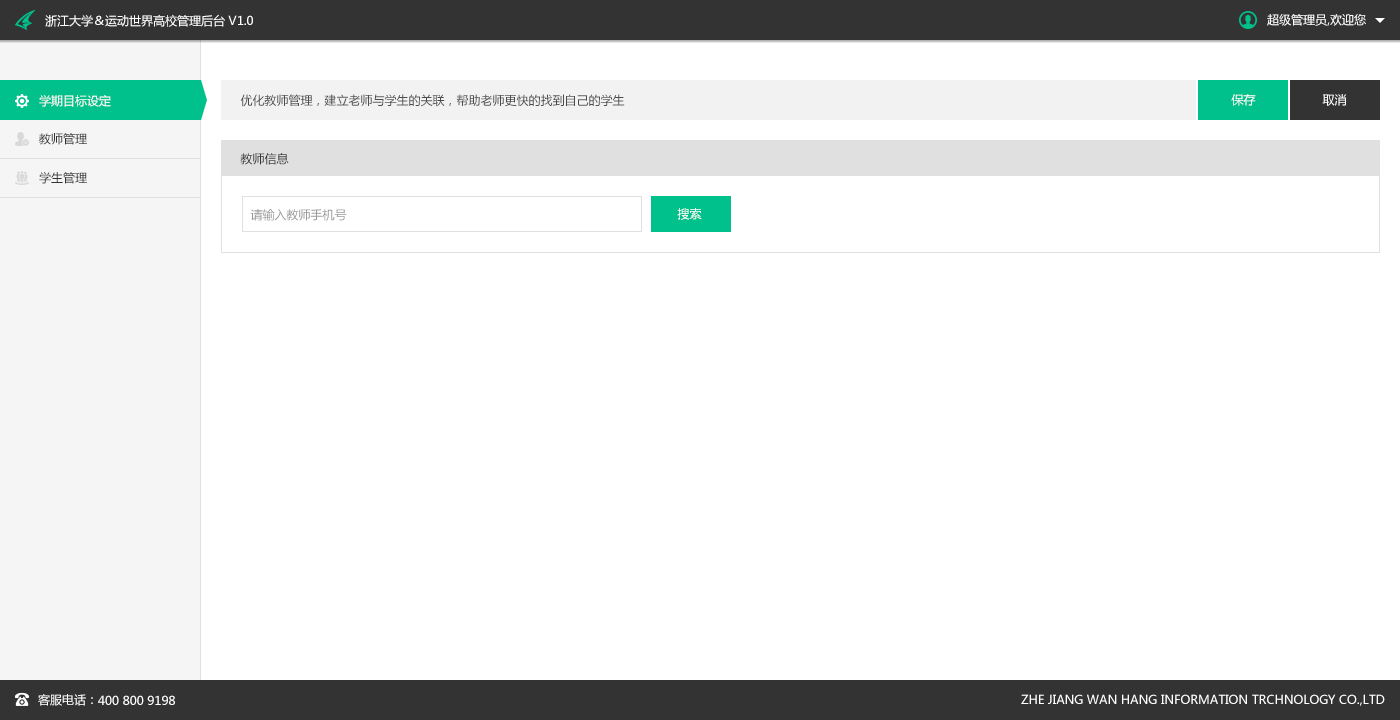 浙江大学&运动世界高校管理后台 V1.0
超级管理员,欢迎您
学期目标设定
教师管理
学生管理
优化教师管理，建立老师与学生的关联，帮助老师更快的找到自己的学生
保存
取消
教师信息
请输入教师手机号
搜索
客服电话：400 800 9198
ZHE JIANG WAN HANG INFORMATION TRCHNOLOGY CO.,LTD